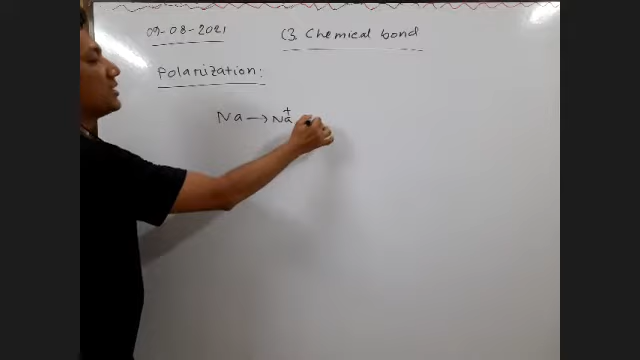 09-08-2021
C3. Chemical bond
Polarization:
Na → Na⁺